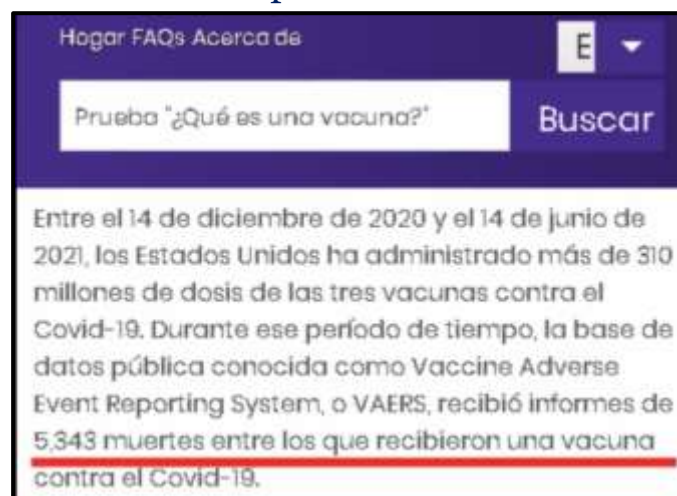 Hogar FAQs Acerca de
E
Prueba "¿Qué es una vacuna?"
Buscar
Entre el 14 de diciembre de 2020 y el 14 de junio de
2021, los Estados Unidos ha administrado más de 310
millones de dosis de las tres vacunas contra el
Covid-19. Durante ese período de tiempo, la base de
datos pública conocida como Vaccine Adverse
Event Reporting System, o VAERS, recibió informes de
5,343 muertes entre los que recibieron una vacuna
contra el Covid-19.